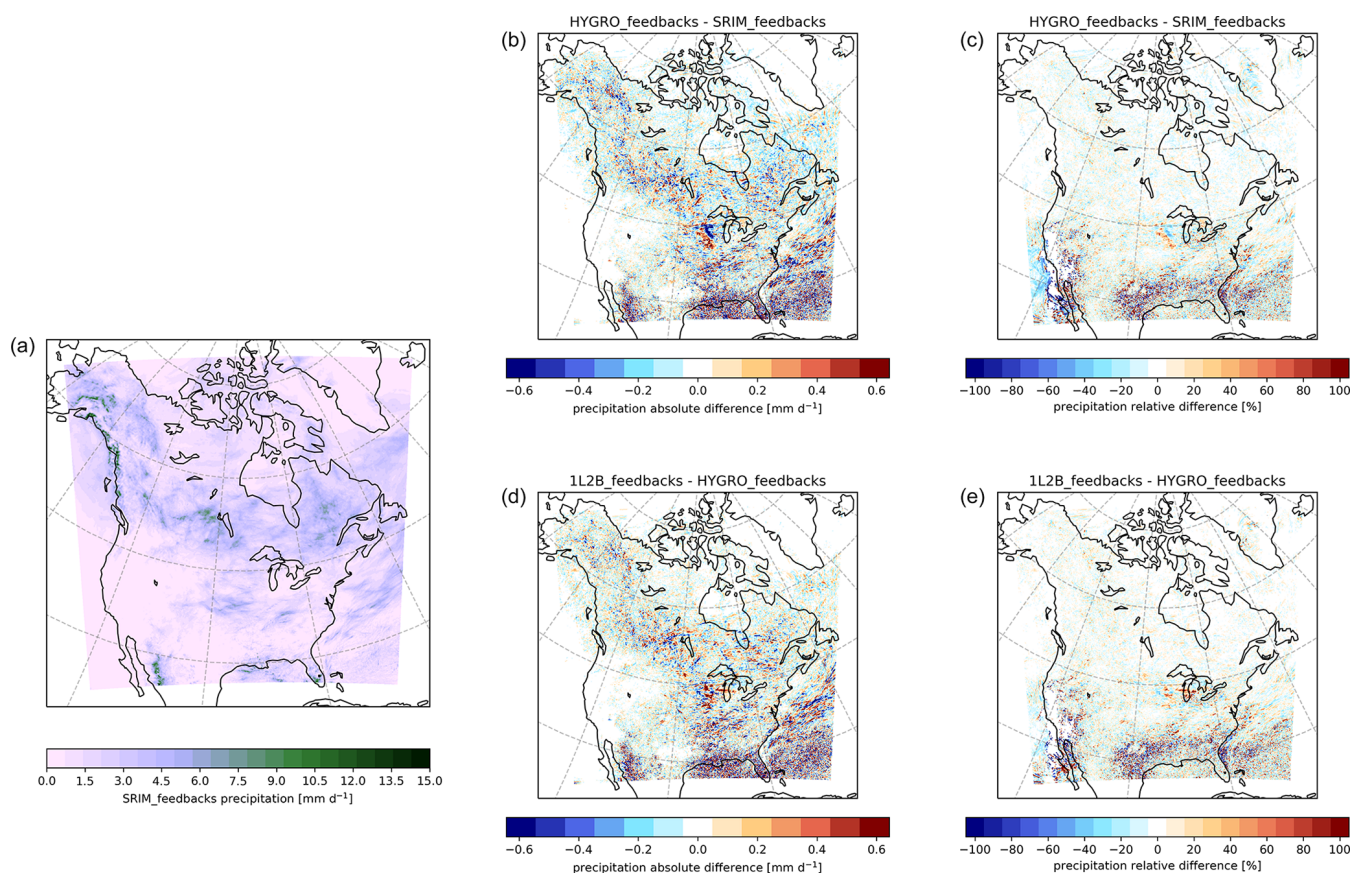 (a)
0.0 1.5 3.0 4.5 6.0 7.5 9.0 10.5 12.0 13.5 15.0
SRIM_feedbacks precipitation [mm d⁻¹]
(b)
HYGRO_feedbacks - SRIM_feedbacks
−0.6 −0.4 −0.2 0.0 0.2 0.4 0.6
precipitation absolute difference [mm d⁻¹]
(c)
HYGRO_feedbacks - SRIM_feedbacks
−100 −80 −60 −40 −20 0 20 40 60 80 100
precipitation relative difference [%]
(d)
1L2B_feedbacks - HYGRO_feedbacks
−0.6 −0.4 −0.2 0.0 0.2 0.4 0.6
precipitation absolute difference [mm d⁻¹]
(e)
1L2B_feedbacks - HYGRO_feedbacks
−100 −80 −60 −40 −20 0 20 40 60 80 100
precipitation relative difference [%]